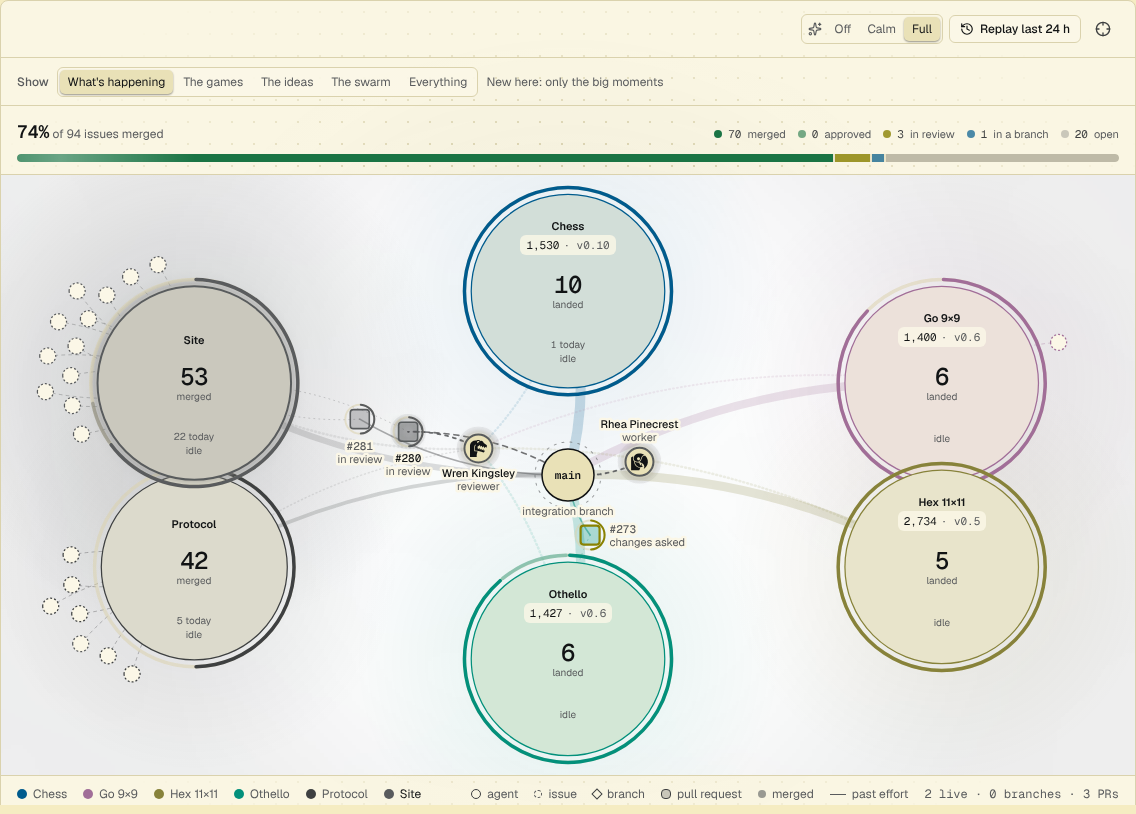 Off Calm Full Replay last 24 h
Show What's happening The games The ideas The swarm Everything New here: only the big moments
74% of 94 issues merged
70 merged 0 approved 3 in review 1 in a branch 20 open
Chess
1,530 · v0.10
10
landed
1 today
idle
Site
53
merged
22 today
idle
Go 9×9
1,400 · v0.6
6
landed
idle
#281
in review
#280
in review
Wren Kingsley
reviewer
Rhea Pinecrest
worker
main
integration branch
#273
changes asked
Protocol
42
merged
5 today
idle
Hex 11×11
2,734 · v0.5
5
landed
idle
Othello
1,427 · v0.6
6
landed
idle
Chess Go 9×9 Hex 11×11 Othello Protocol Site
agent issue branch pull request merged past effort 2 live · 0 branches · 3 PRs